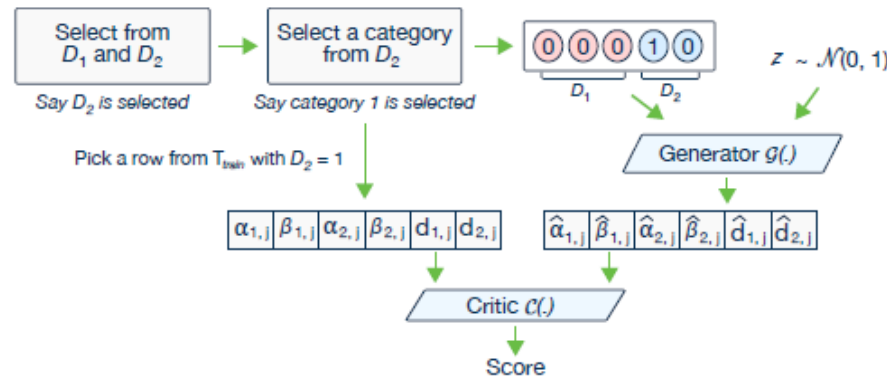 Select from
D₁ and D₂
Select a category
from D₂
0 0 0 1 0
D₁ D₂
z ~ 𝒩(0, 1)
Say D₂ is selected
Say category 1 is selected
Pick a row from T_train with D₂ = 1
Generator 𝒢(.)
α₁,ⱼ β₁,ⱼ α₂,ⱼ β₂,ⱼ d₁,ⱼ d₂,ⱼ
α̂₁,ⱼ β̂₁,ⱼ α̂₂,ⱼ β̂₂,ⱼ d̂₁,ⱼ d̂₂,ⱼ
Critic 𝒞(.)
Score